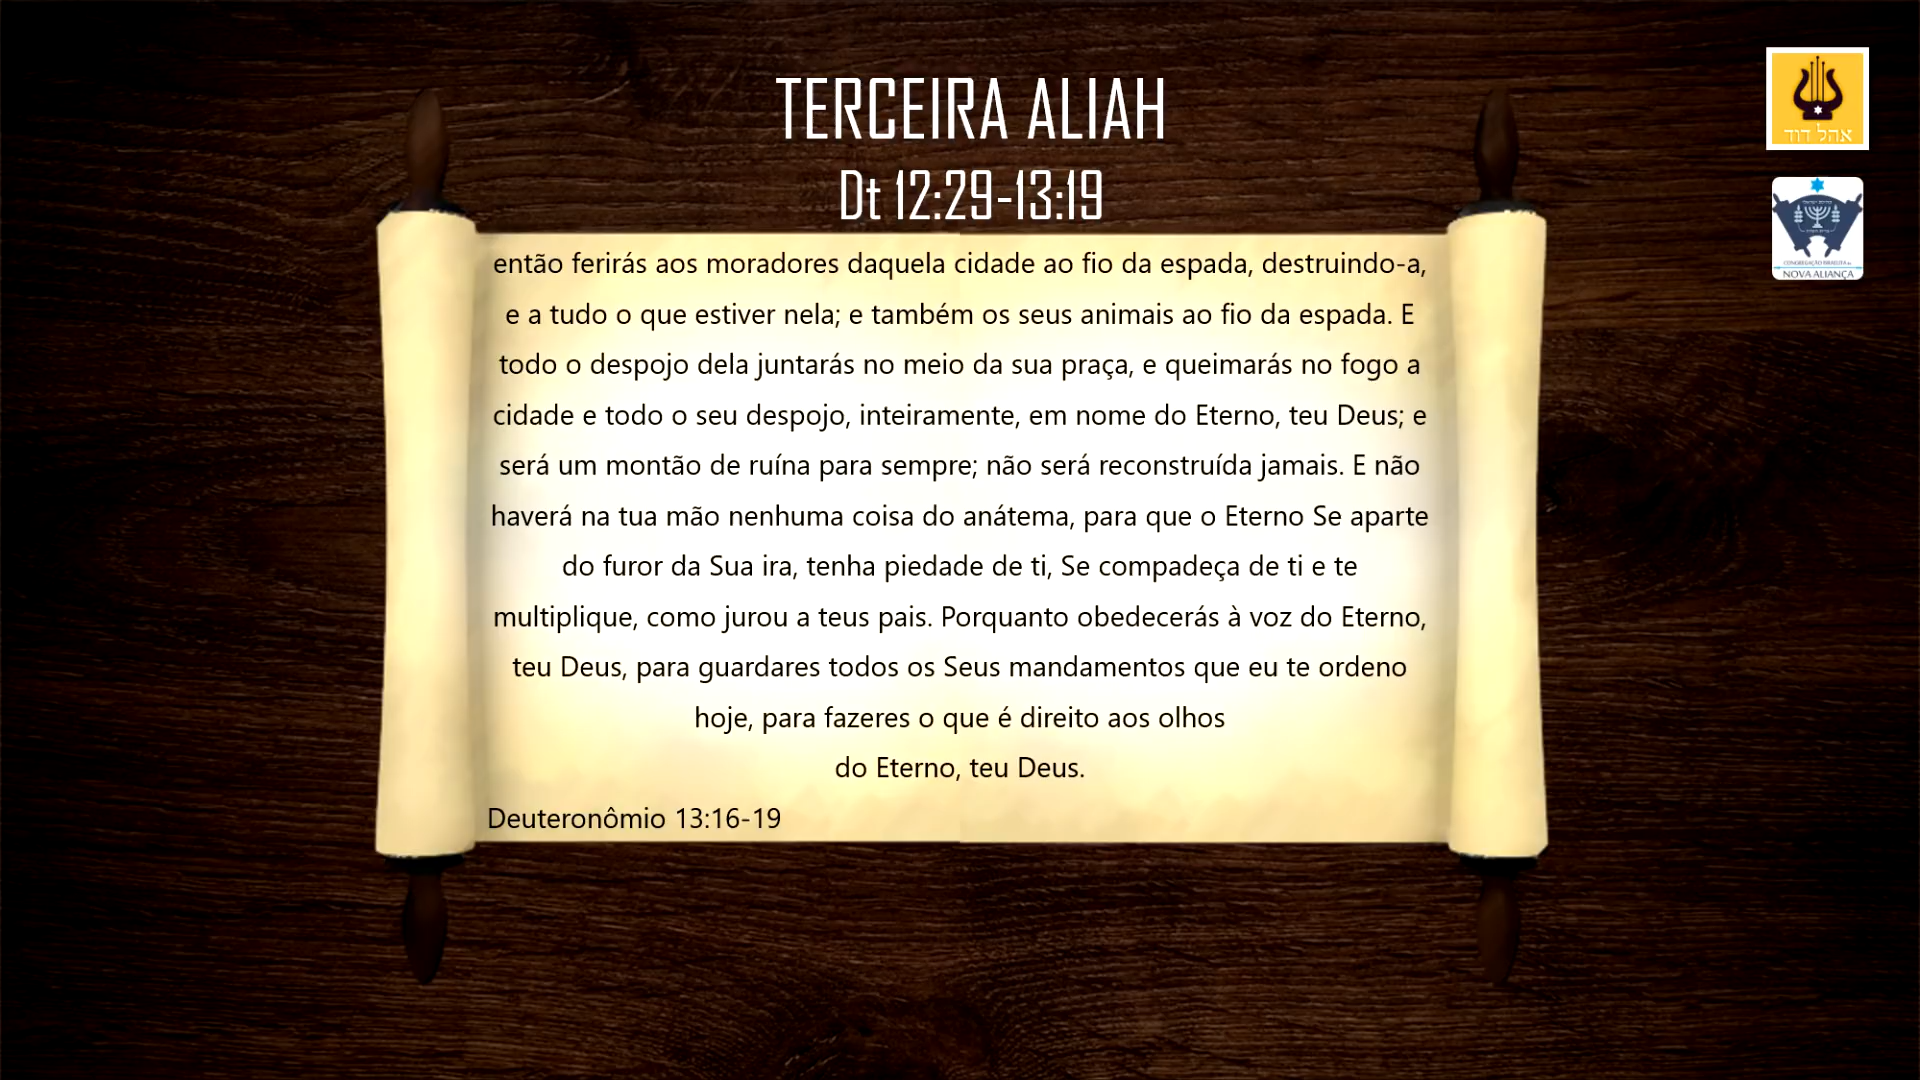 TERCEIRA ALIAH
Dt 12:29-13:19
então ferirás aos moradores daquela cidade ao fio da espada, destruindo-a,
e a tudo o que estiver nela; e também os seus animais ao fio da espada. E
todo o despojo dela juntarás no meio da sua praça, e queimarás no fogo a
cidade e todo o seu despojo, inteiramente, em nome do Eterno, teu Deus; e
será um montão de ruína para sempre; não será reconstruída jamais. E não
haverá na tua mão nenhuma coisa do anátema, para que o Eterno Se aparte
do furor da Sua ira, tenha piedade de ti, Se compadeça de ti e te
multiplique, como jurou a teus pais. Porquanto obedecerás à voz do Eterno,
teu Deus, para guardares todos os Seus mandamentos que eu te ordeno
hoje, para fazeres o que é direito aos olhos
do Eterno, teu Deus.
Deuteronômio 13:16-19
אהל דוד
CONGREGAÇÃO ISRAELITA
NOVA ALIANÇA